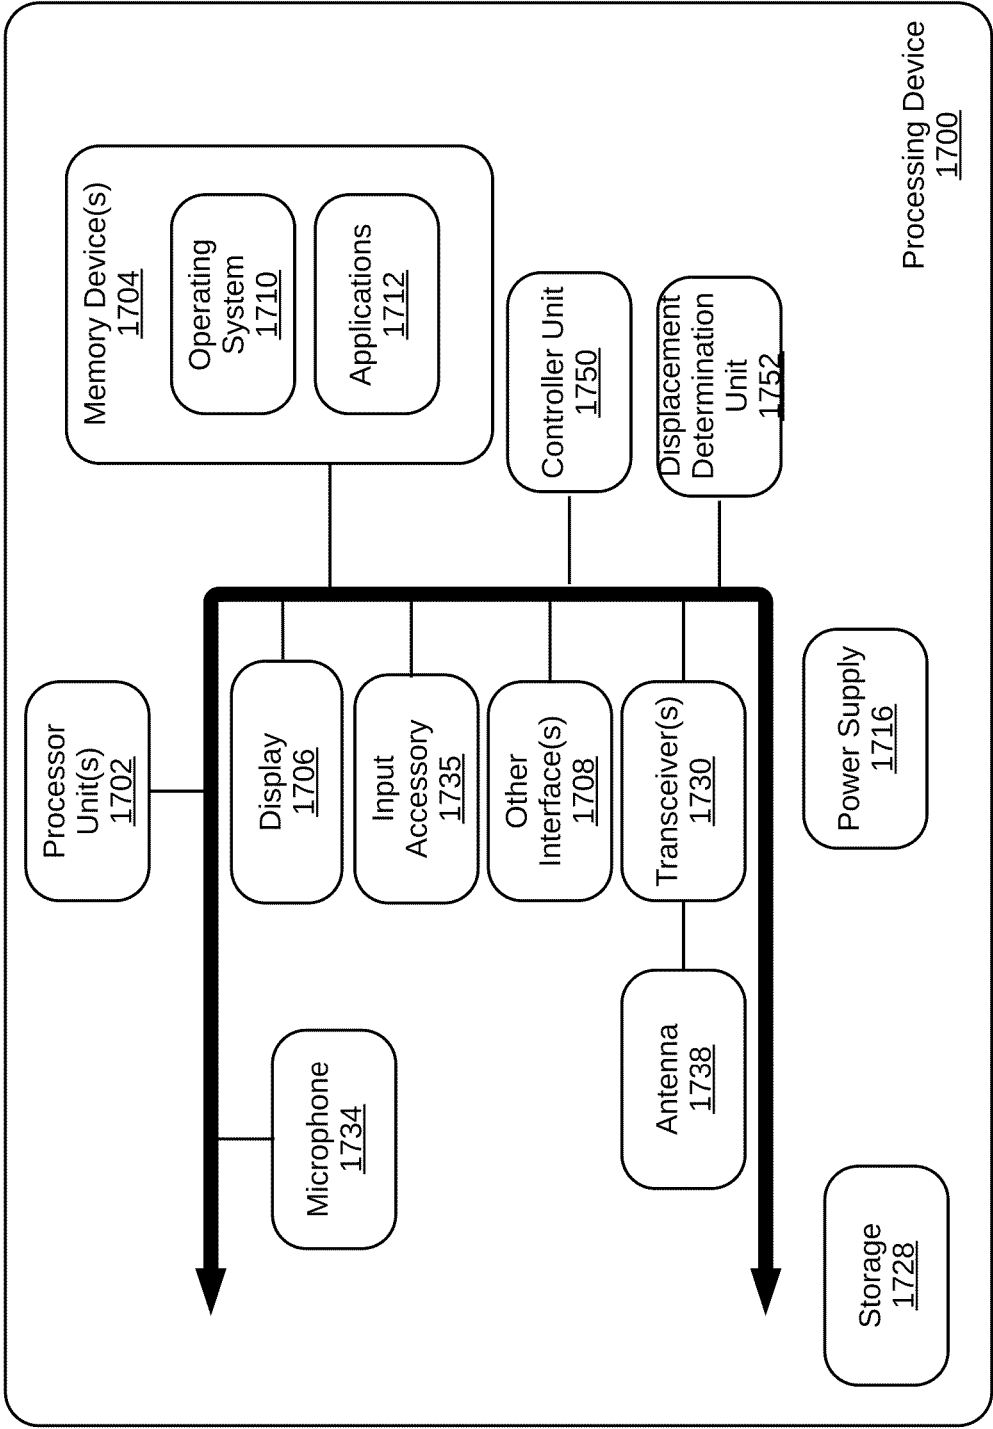 Processing Device
1700
Memory Device(s)
1704
Operating
System
1710
Applications
1712
Controller Unit
1750
Displacement
Determination
Unit
1752
Processor
Unit(s)
1702
Display
1706
Input
Accessory
1735
Other
Interface(s)
1708
Transceiver(s)
1730
Power Supply
1716
Microphone
1734
Antenna
1738
Storage
1728